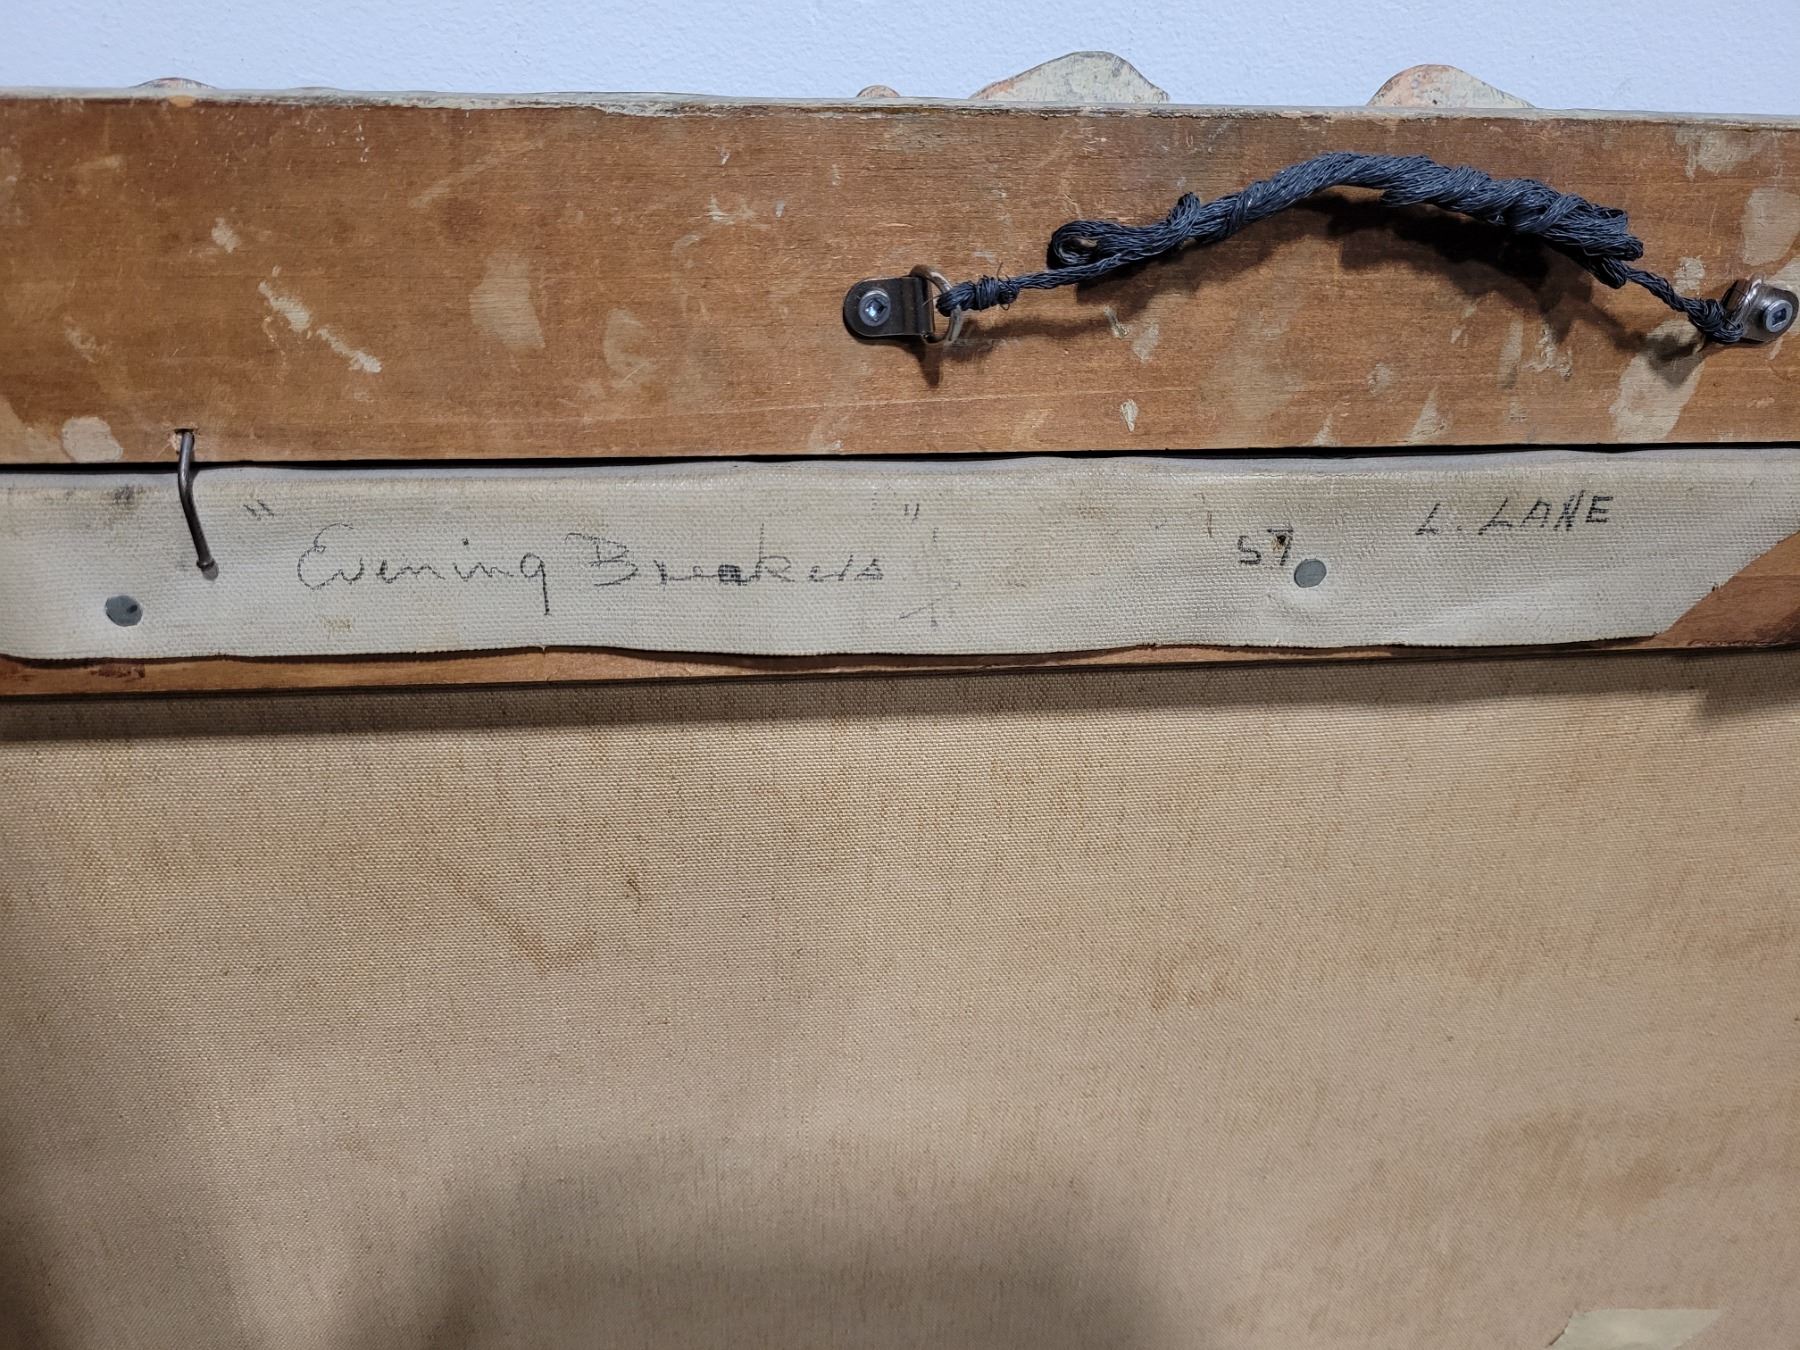 "Evening Breakers" '57 L. LANE